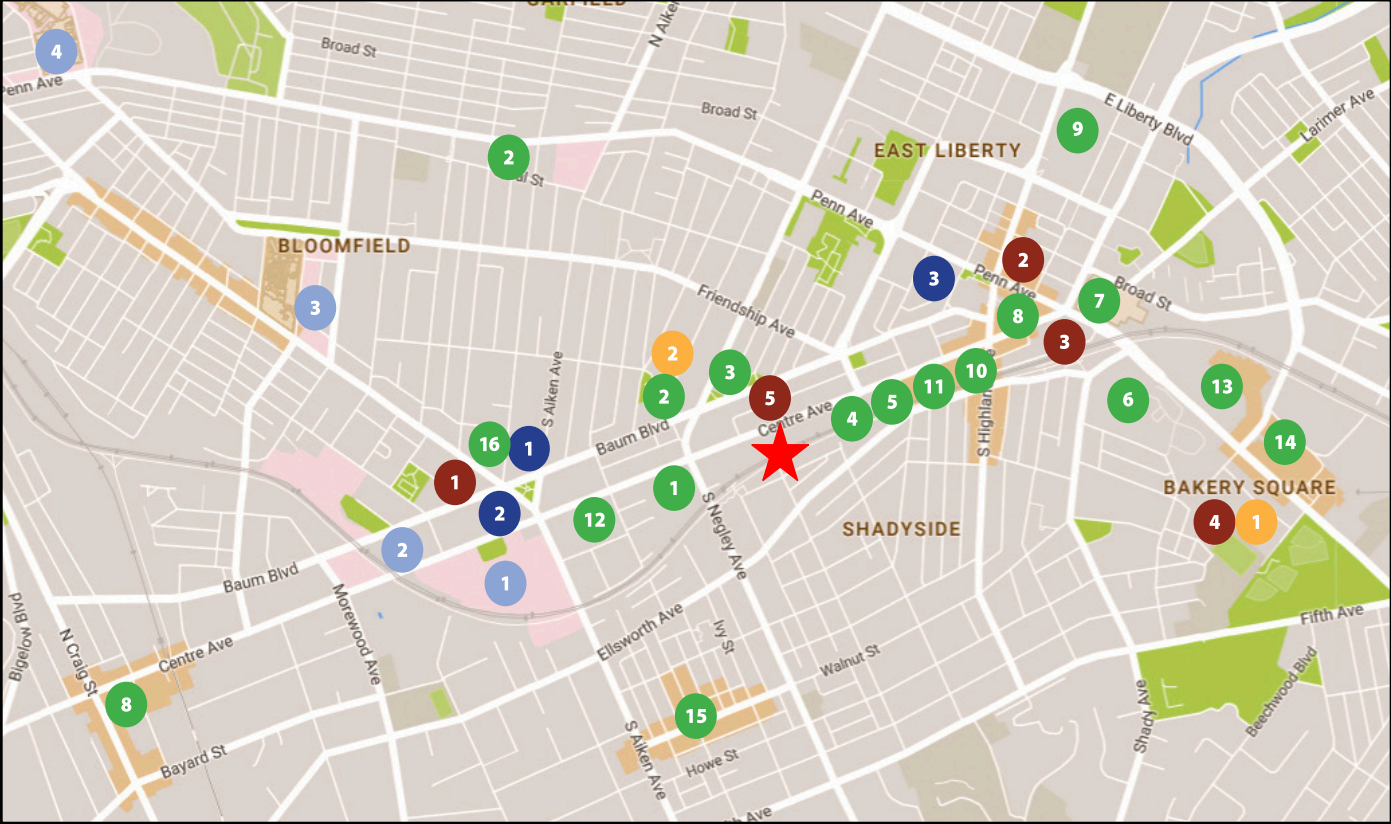 GARFIELD
N Aiken
4
Broad St
Penn Ave
Broad St
E Liberty Blvd
Larimer Ave
9
EAST LIBERTY
2
Penn Ave
BLOOMFIELD
2
3
Penn Ave
Broad St
7
3
Friendship Ave
8
3
2
3
10
S Aiken Ave
2
5
11
5
6
13
4
Centre Ave
S Highland
Baum Blvd
16
1
14
1
1
BAKERY SQUARE
S Negley Ave
2
12
4
1
SHADYSIDE
2
1
Baum Blvd
Morewood Ave
Bigelow Blvd
N Craig St
Centre Ave
Ellsworth Ave
Ivy St
Walnut St
Fifth Ave
Beechwood Blvd
Shady Ave
8
15
S Aiken Ave
Howe St
Bayard St
Ave